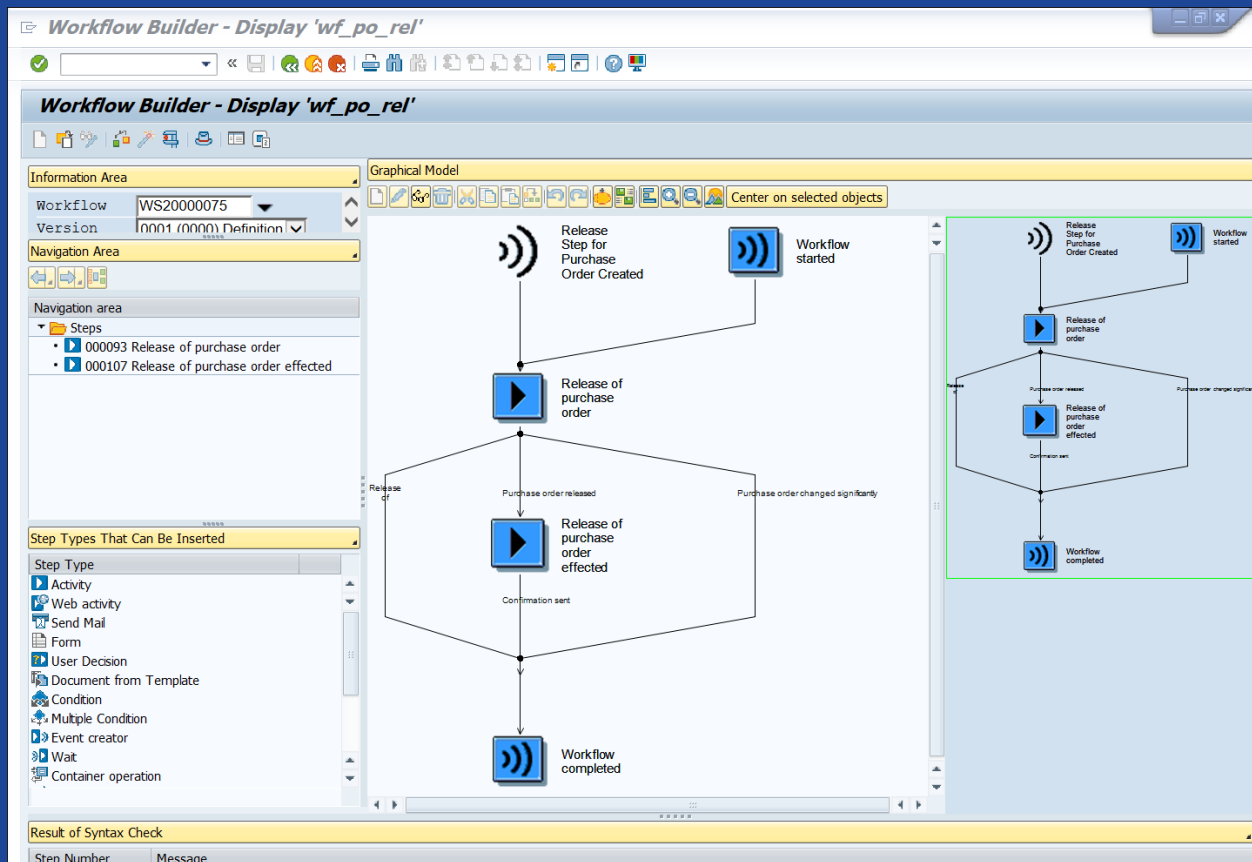 Workflow Builder - Display 'wf_po_rel'
Workflow Builder - Display 'wf_po_rel'
Information Area
Workflow WS20000075
Version 0001 (0000) Definition
Navigation Area
Navigation area
Steps
000093 Release of purchase order
000107 Release of purchase order effected
Step Types That Can Be Inserted
Step Type
Activity
Web activity
Send Mail
Form
User Decision
Document from Template
Condition
Multiple Condition
Event creator
Wait
Container operation
Graphical Model
Center on selected objects
Release
Step for
Purchase
Order Created
Workflow
started
Release of
purchase
order
Release
of
Purchase order released
Purchase order changed significantly
Release of
purchase
order
effected
Confirmation sent
Workflow
completed
Release
Step for
Purchase
Order Created
Workflow
started
Release of
purchase
order
Release
of
Purchase order released
Purchase order changed significan
Release of
purchase
order
effected
Confirmation sent
Workflow
completed
Result of Syntax Check
Step Number Message